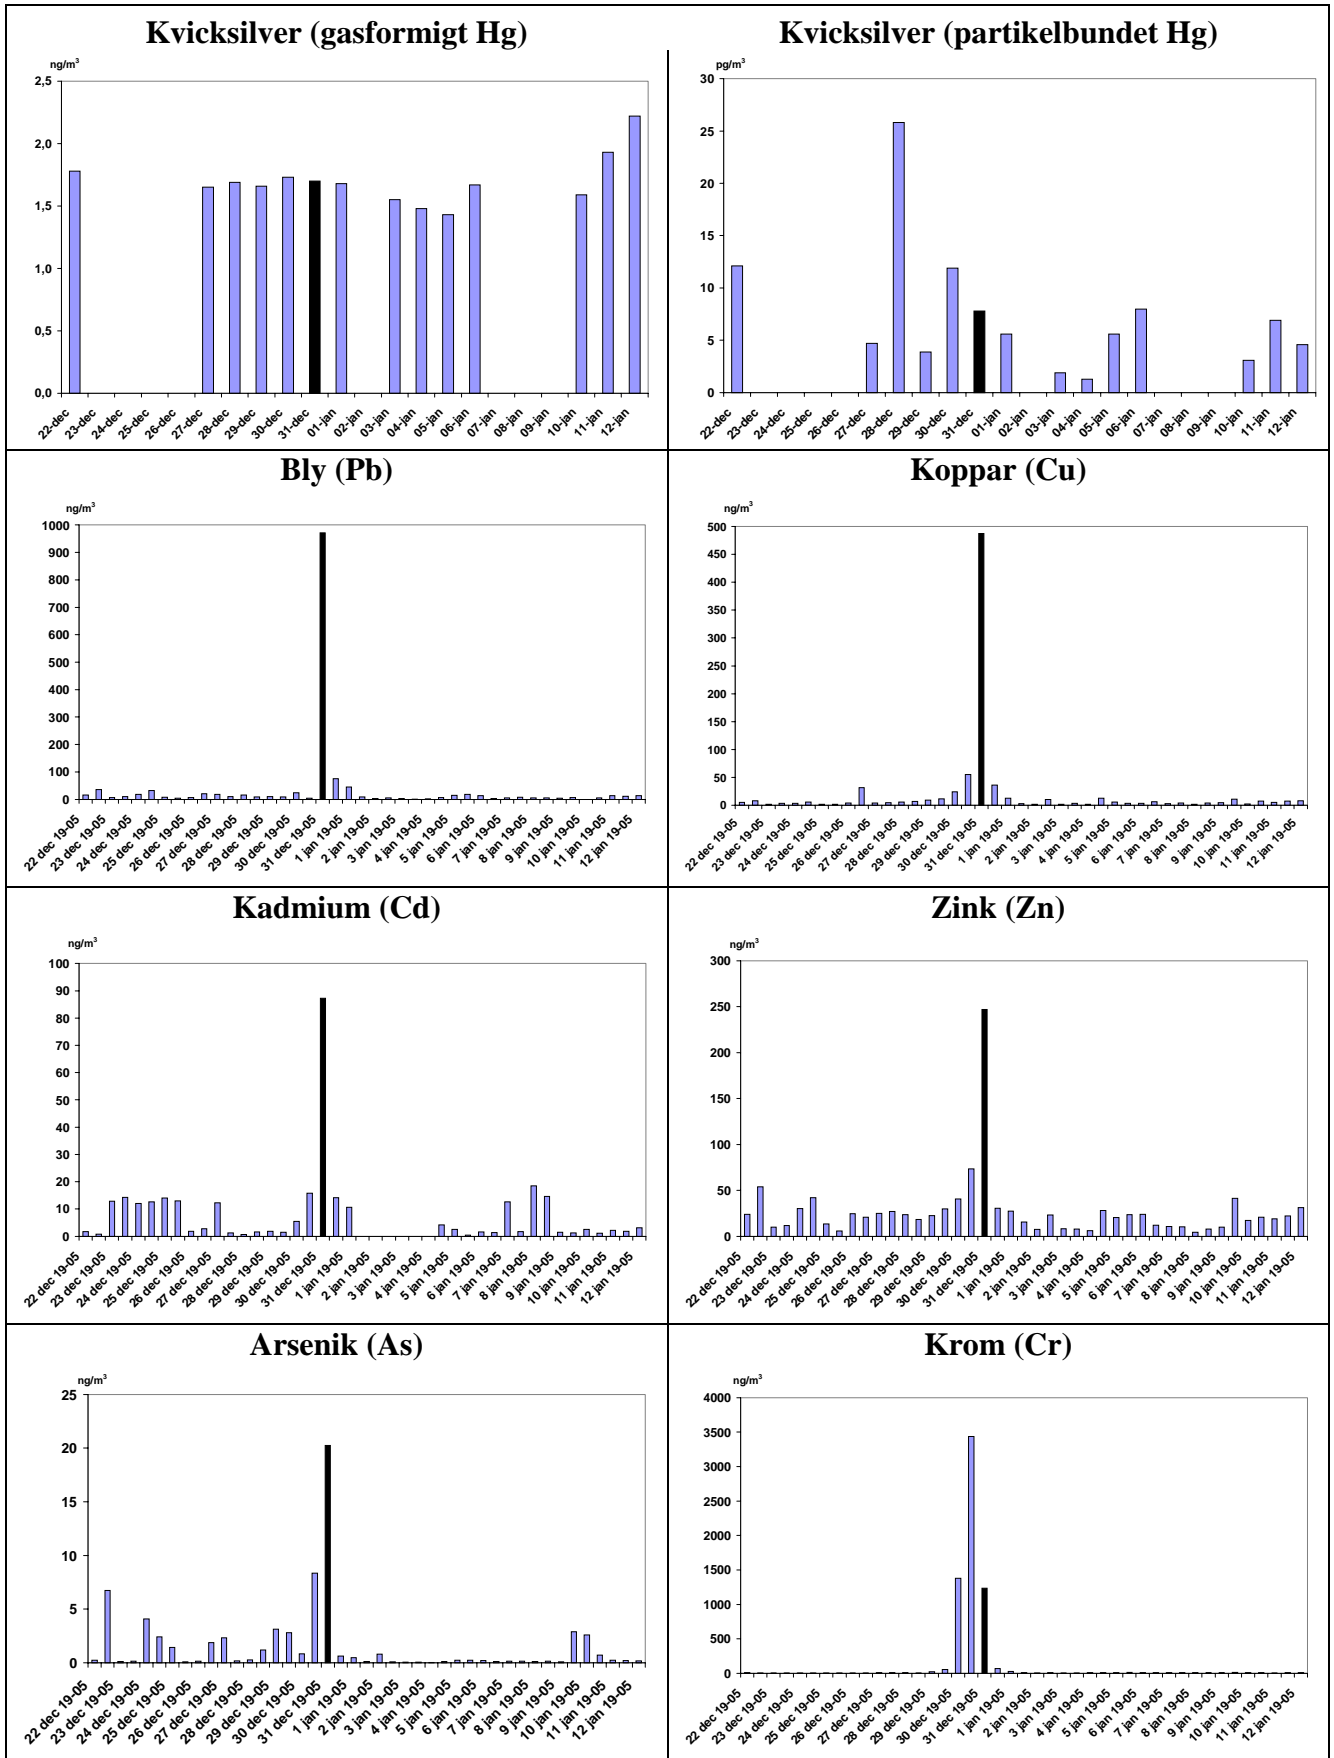 Kvicksilver (gasformigt Hg)
ng/m³
2,5
2,0
1,5
1,0
0,5
0,0
22-dec 23-dec 24-dec 25-dec 26-dec 27-dec 28-dec 29-dec 30-dec 31-dec 01-jan 02-jan 03-jan 04-jan 05-jan 06-jan 07-jan 08-jan 09-jan 10-jan 11-jan 12-jan
Kvicksilver (partikelbundet Hg)
pg/m³
30
25
20
15
10
5
0
22-dec 23-dec 24-dec 25-dec 26-dec 27-dec 28-dec 29-dec 30-dec 31-dec 01-jan 02-jan 03-jan 04-jan 05-jan 06-jan 07-jan 08-jan 09-jan 10-jan 11-jan 12-jan
Bly (Pb)
ng/m³
1000
900
800
700
600
500
400
300
200
100
0
22 dec 19-05 23 dec 19-05 24 dec 19-05 25 dec 19-05 26 dec 19-05 27 dec 19-05 28 dec 19-05 29 dec 19-05 30 dec 19-05 31 dec 19-05 1 jan 19-05 2 jan 19-05 3 jan 19-05 4 jan 19-05 5 jan 19-05 6 jan 19-05 7 jan 19-05 8 jan 19-05 9 jan 19-05 10 jan 19-05 11 jan 19-05 12 jan 19-05
Koppar (Cu)
ng/m³
500
450
400
350
300
250
200
150
100
50
0
22 dec 19-05 23 dec 19-05 24 dec 19-05 25 dec 19-05 26 dec 19-05 27 dec 19-05 28 dec 19-05 29 dec 19-05 30 dec 19-05 31 dec 19-05 1 jan 19-05 2 jan 19-05 3 jan 19-05 4 jan 19-05 5 jan 19-05 6 jan 19-05 7 jan 19-05 8 jan 19-05 9 jan 19-05 10 jan 19-05 11 jan 19-05 12 jan 19-05
Kadmium (Cd)
ng/m³
100
90
80
70
60
50
40
30
20
10
0
22 dec 19-05 23 dec 19-05 24 dec 19-05 25 dec 19-05 26 dec 19-05 27 dec 19-05 28 dec 19-05 29 dec 19-05 30 dec 19-05 31 dec 19-05 1 jan 19-05 2 jan 19-05 3 jan 19-05 4 jan 19-05 5 jan 19-05 6 jan 19-05 7 jan 19-05 8 jan 19-05 9 jan 19-05 10 jan 19-05 11 jan 19-05 12 jan 19-05
Zink (Zn)
ng/m³
300
250
200
150
100
50
0
22 dec 19-05 23 dec 19-05 24 dec 19-05 25 dec 19-05 26 dec 19-05 27 dec 19-05 28 dec 19-05 29 dec 19-05 30 dec 19-05 31 dec 19-05 1 jan 19-05 2 jan 19-05 3 jan 19-05 4 jan 19-05 5 jan 19-05 6 jan 19-05 7 jan 19-05 8 jan 19-05 9 jan 19-05 10 jan 19-05 11 jan 19-05 12 jan 19-05
Arsenik (As)
ng/m³
25
20
15
10
5
0
22 dec 19-05 23 dec 19-05 24 dec 19-05 25 dec 19-05 26 dec 19-05 27 dec 19-05 28 dec 19-05 29 dec 19-05 30 dec 19-05 31 dec 19-05 1 jan 19-05 2 jan 19-05 3 jan 19-05 4 jan 19-05 5 jan 19-05 6 jan 19-05 7 jan 19-05 8 jan 19-05 9 jan 19-05 10 jan 19-05 11 jan 19-05 12 jan 19-05
Krom (Cr)
ng/m³
4000
3500
3000
2500
2000
1500
1000
500
0
22 dec 19-05 23 dec 19-05 24 dec 19-05 25 dec 19-05 26 dec 19-05 27 dec 19-05 28 dec 19-05 29 dec 19-05 30 dec 19-05 31 dec 19-05 1 jan 19-05 2 jan 19-05 3 jan 19-05 4 jan 19-05 5 jan 19-05 6 jan 19-05 7 jan 19-05 8 jan 19-05 9 jan 19-05 10 jan 19-05 11 jan 19-05 12 jan 19-05